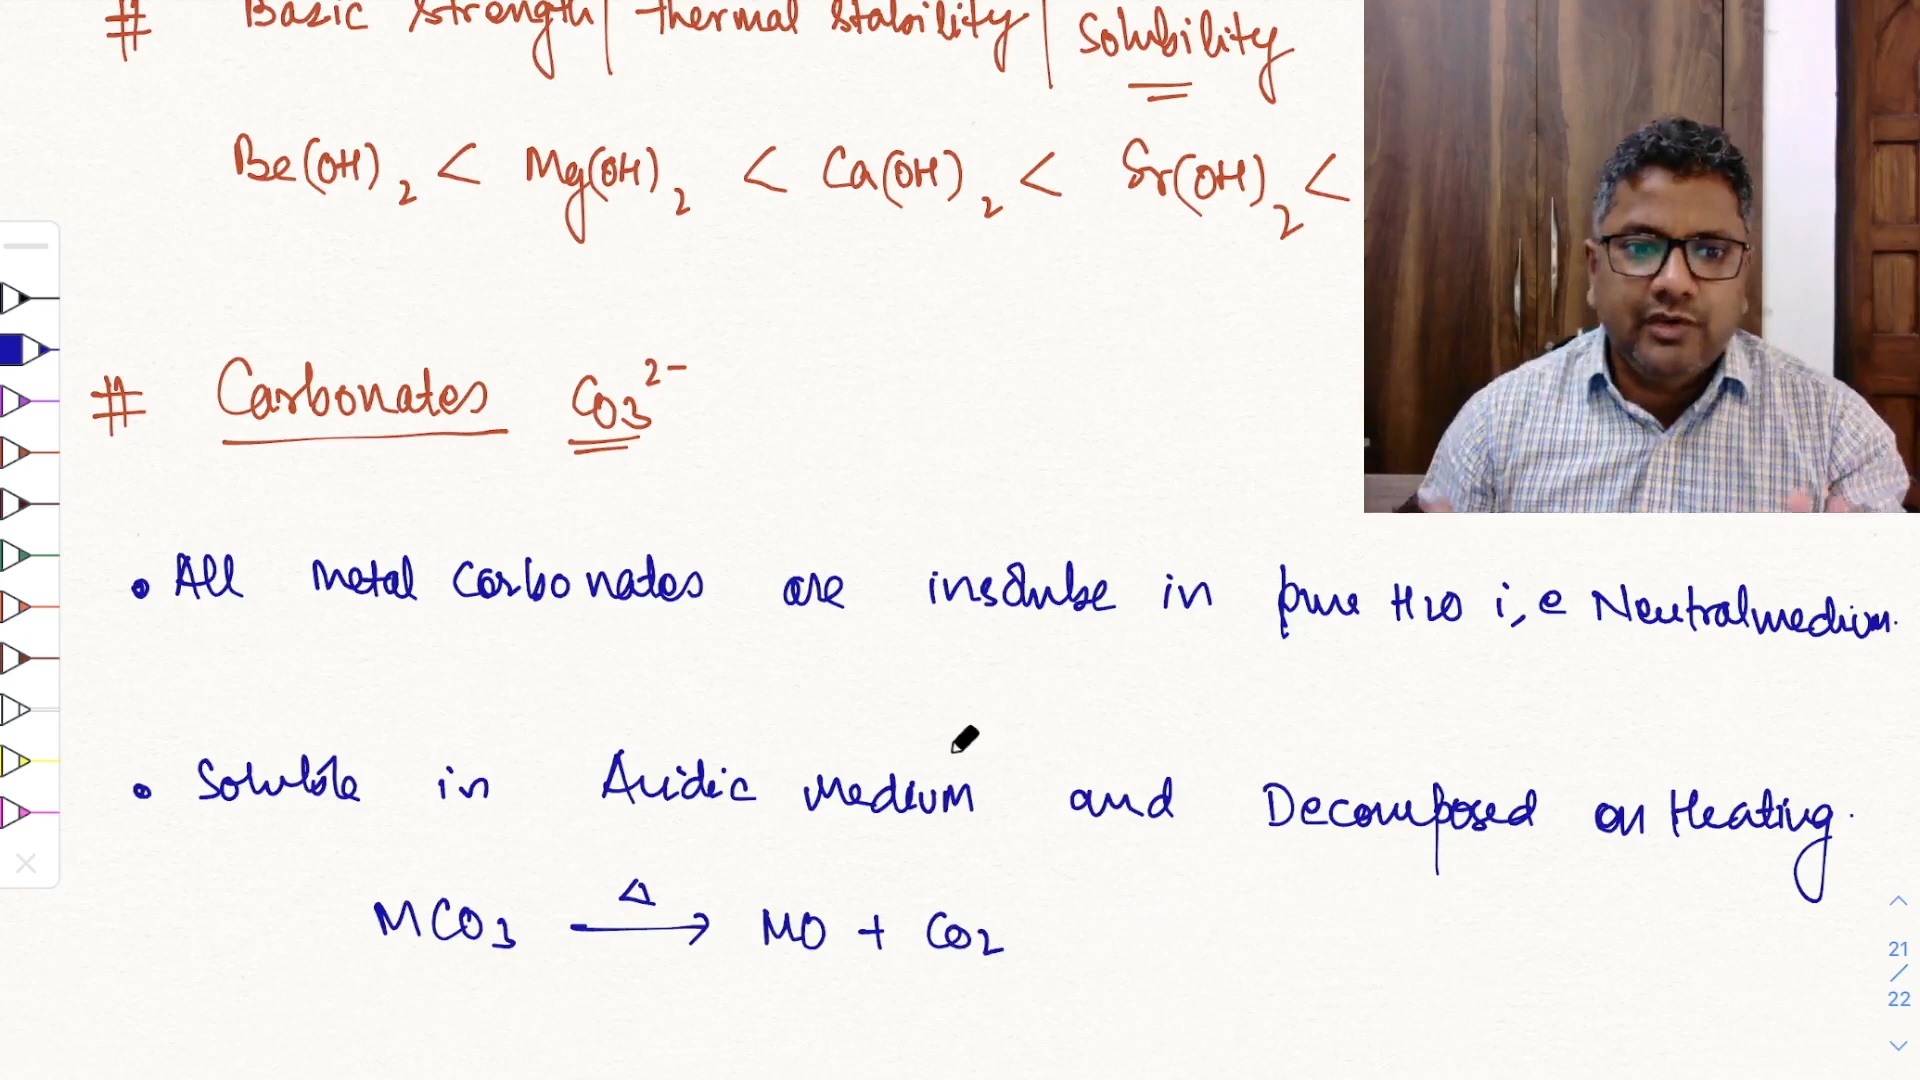 # Basic strength | thermal stability | Solubility
Be(OH)₂ < Mg(OH)₂ < Ca(OH)₂ < Sr(OH)₂ <
# Carbonates CO₃²⁻
• All metal carbonates are insoluble in pure H₂O i,e Neutral medium.
• Soluble in Acidic Medium and Decomposed on Heating.
Δ
MCO₃ → MO + CO₂
21
/
22